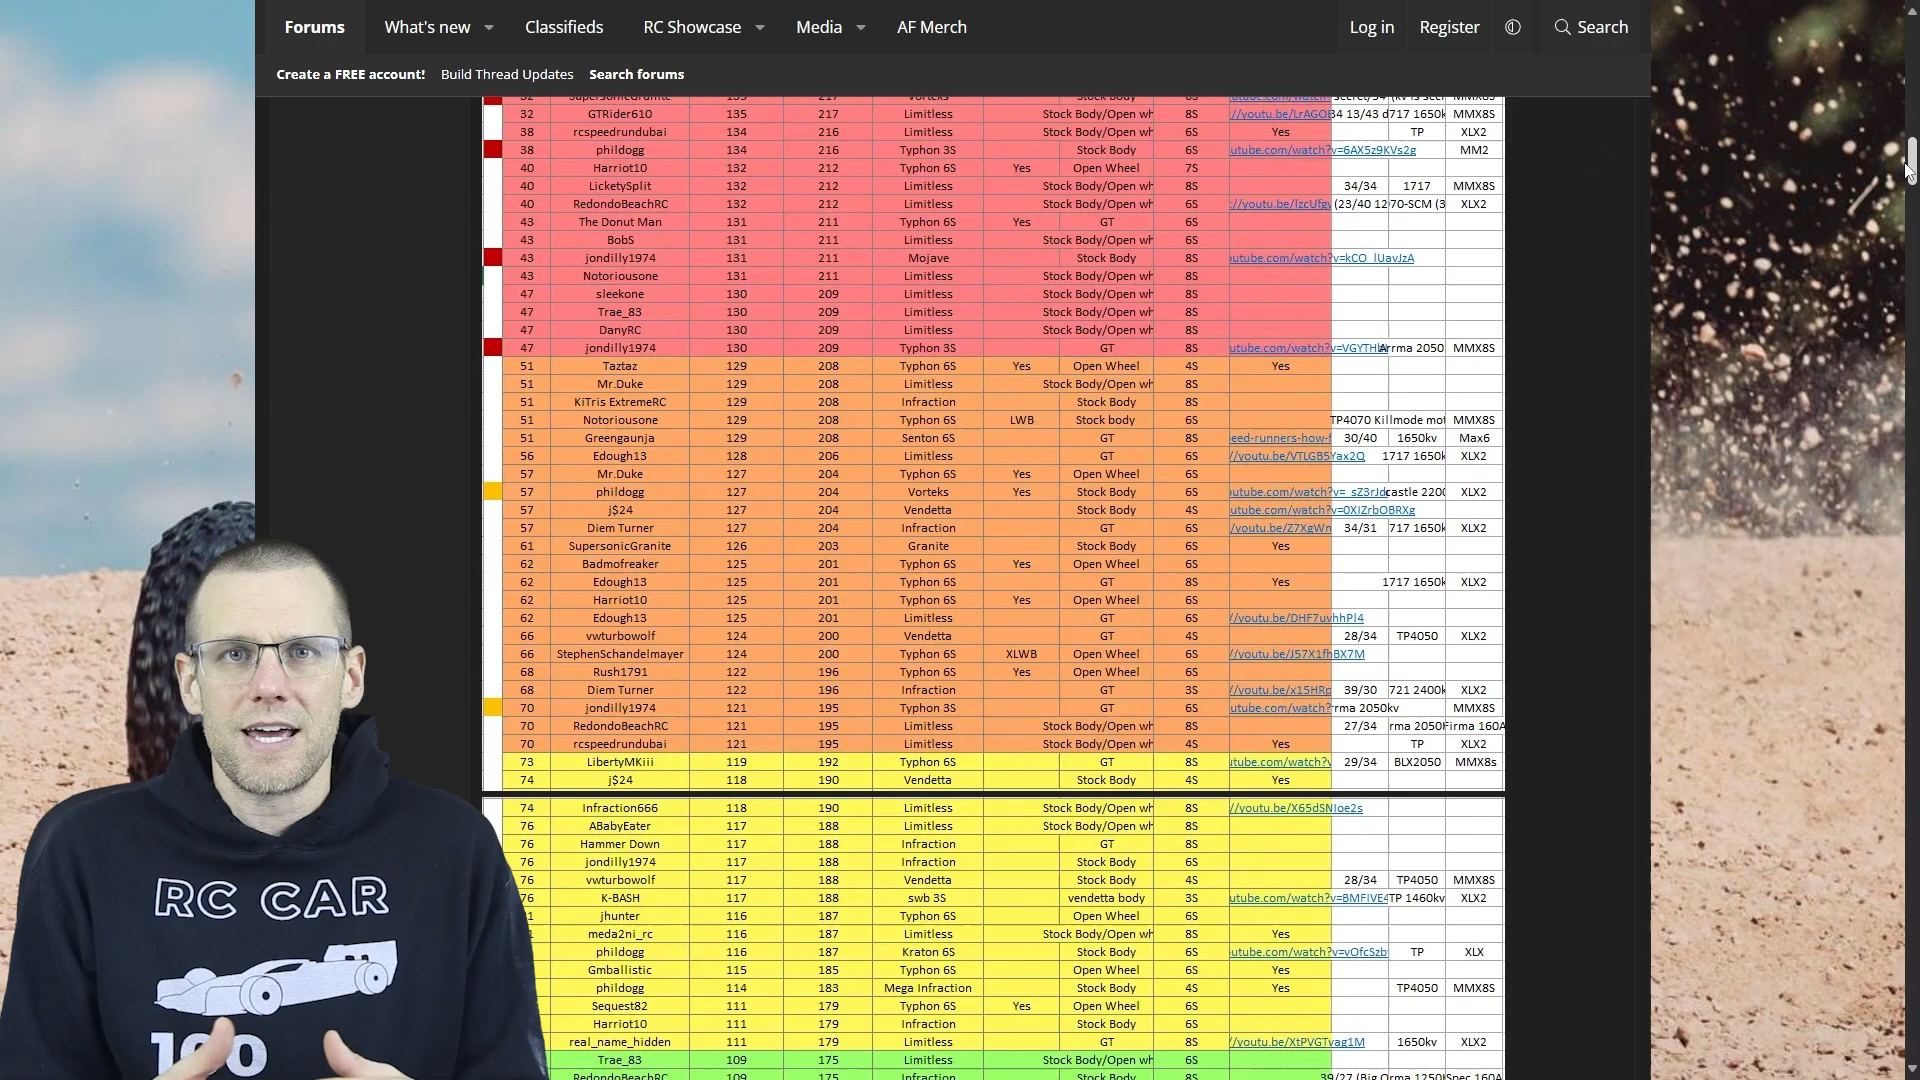 Forums What's new Classifieds RC Showcase Media AF Merch Log in Register Search
Create a FREE account! Build Thread Updates Search forums
32 SupersonicGranite 135 217 Vorteks Stock Body 6S
32 GTRider610 135 217 Limitless Stock Body/Open wh 8S //youtu.be/LrAGO 34 13/43 d 717 1650k MMX8S
38 rcspeedrundubai 134 216 Limitless Stock Body/Open wh 6S Yes TP XLX2
38 phildogg 134 216 Typhon 3S Stock Body 6S utube.com/watch?v=6AX5z9KVs2g MM2
40 Harriot10 132 212 Typhon 6S Yes Open Wheel 7S
40 LicketySplit 132 212 Limitless Stock Body/Open wh 8S 34/34 1717 MMX8S
40 RedondoBeachRC 132 212 Limitless Stock Body/Open wh 6S ://youtu.be/lzcUfgv (23/40 12 70-SCM (3 XLX2
43 The Donut Man 131 211 Typhon 6S Yes GT 6S
43 BobS 131 211 Limitless Stock Body/Open wh 6S
43 jondilly1974 131 211 Mojave Stock Body 8S outube.com/watch?v=kCO_lUavJzA
43 Notoriousone 131 211 Limitless Stock Body/Open wh 8S
47 sleekone 130 209 Limitless Stock Body/Open wh 8S
47 Trae_83 130 209 Limitless Stock Body/Open wh 8S
47 DanyRC 130 209 Limitless Stock Body/Open wh 8S
47 jondilly1974 130 209 Typhon 3S GT 8S utube.com/watch?v=VGYTH Arrma 2050 MMX8S
51 Taztaz 129 208 Typhon 6S Yes Open Wheel 4S Yes
51 Mr.Duke 129 208 Limitless Stock Body/Open wh 8S
51 KiTris ExtremeRC 129 208 Infraction Stock Body 8S
51 Notoriousone 129 208 Typhon 6S LWB Stock body 6S TP4070 Killmode mot MMX8S
51 Greengaunja 129 208 Senton 6S GT 8S eed-runners-how-f 30/40 1650kv Max6
56 Edough13 128 206 Limitless GT 6S //youtu.be/VTLGB5Yax2Q 1717 1650k XLX2
57 Mr.Duke 127 204 Typhon 6S Yes Open Wheel 6S
57 phildogg 127 204 Vorteks Yes Stock Body 6S outube.com/watch?v=_sZ3rJd castle 2200 XLX2
57 j$24 127 204 Vendetta Stock Body 4S utube.com/watch?v=0XIZrbOBRXg
57 Diem Turner 127 204 Infraction GT 6S /youtu.be/Z7XgWn 34/31 717 1650k XLX2
61 SupersonicGranite 126 203 Granite Stock Body 6S Yes
62 Badmofreaker 125 201 Typhon 6S Yes Open Wheel 6S
62 Edough13 125 201 Typhon 6S GT 8S Yes 1717 1650k XLX2
62 Harriot10 125 201 Typhon 6S Yes Open Wheel 6S
62 Edough13 125 201 Limitless GT 6S //youtu.be/DHF7uvhhPl4
66 vwturbowolf 124 200 Vendetta GT 4S 28/34 TP4050 XLX2
66 StephenSchandelmayer 124 200 Typhon 6S XLWB Open Wheel 6S //youtu.be/J57X1fhBX7M
68 Rush1791 122 196 Typhon 6S Yes Open Wheel 6S
68 Diem Turner 122 196 Infraction GT 3S //youtu.be/x15HRp 39/30 721 2400k XLX2
70 jondilly1974 121 195 Typhon 3S GT 6S utube.com/watch? rma 2050kv MMX8S
70 RedondoBeachRC 121 195 Limitless Stock Body/Open wh 8S 27/34 rma 2050 Firma 160A
70 rcspeedrundubai 121 195 Limitless Stock Body/Open wh 4S Yes TP XLX2
73 LibertyMKiii 119 192 Typhon 6S GT 8S utube.com/watch?v 29/34 BLX2050 MMX8s
74 j$24 118 190 Vendetta Stock Body 4S Yes
74 Infraction666 118 190 Limitless Stock Body/Open wh 8S //youtu.be/X65dSNIoe2s
76 ABabyEater 117 188 Limitless Stock Body/Open wh 8S
76 Hammer Down 117 188 Infraction GT 8S
76 jondilly1974 117 188 Infraction Stock Body 6S
76 vwturbowolf 117 188 Vendetta Stock Body 4S 28/34 TP4050 MMX8S
76 K-BASH 117 188 swb 3S vendetta body 3S utube.com/watch?v=BMFIVE4 TP 1460kv XLX2
jhunter 116 187 Typhon 6S Open Wheel 6S
meda2ni_rc 116 187 Limitless Stock Body/Open wh 8S Yes
phildogg 116 187 Kraton 6S Stock Body 6S outube.com/watch?v=vOfcSzb TP XLX
Gmballistic 115 185 Typhon 6S Open Wheel 6S Yes
phildogg 114 183 Mega Infraction Stock Body 4S Yes TP4050 MMX8S
Sequest82 111 179 Typhon 6S Yes Open Wheel 6S
Harriot10 111 179 Infraction Stock Body 6S
real_name_hidden 111 179 Limitless GT 8S //youtu.be/XtPVGTvag1M 1650kv XLX2
Trae_83 109 175 Limitless Stock Body/Open wh 6S
RedondoBeachRC 109 175 Infraction Stock Body 8S 39/27 (Big rma 1250 Spec 160A
RC CAR
100